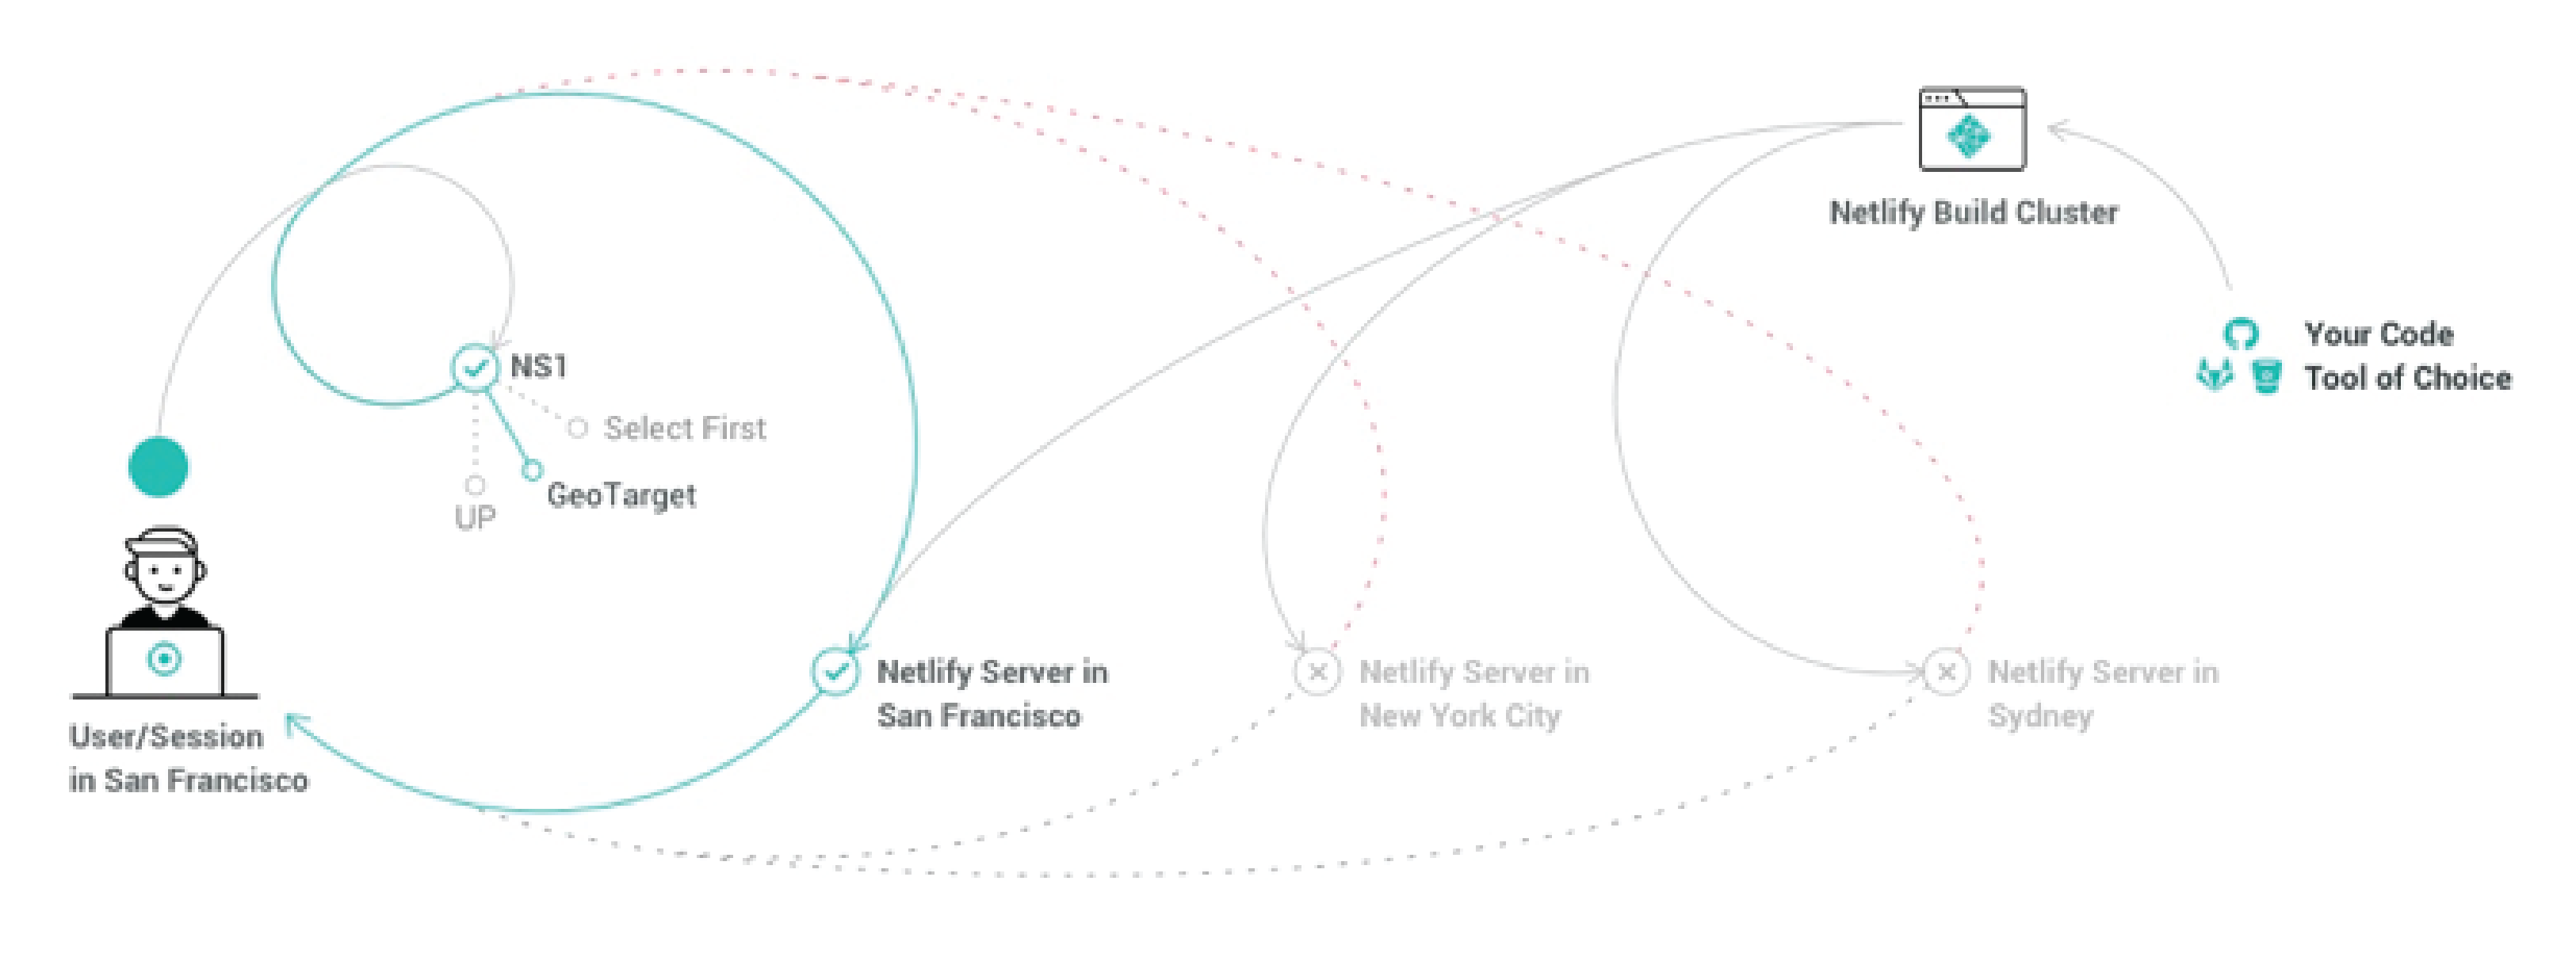 Netlify Build Cluster
Your Code
Tool of Choice
NS1
Select First
GeoTarget
UP
Netlify Server in
San Francisco
Netlify Server in
New York City
Netlify Server in
Sydney
User/Session
in San Francisco